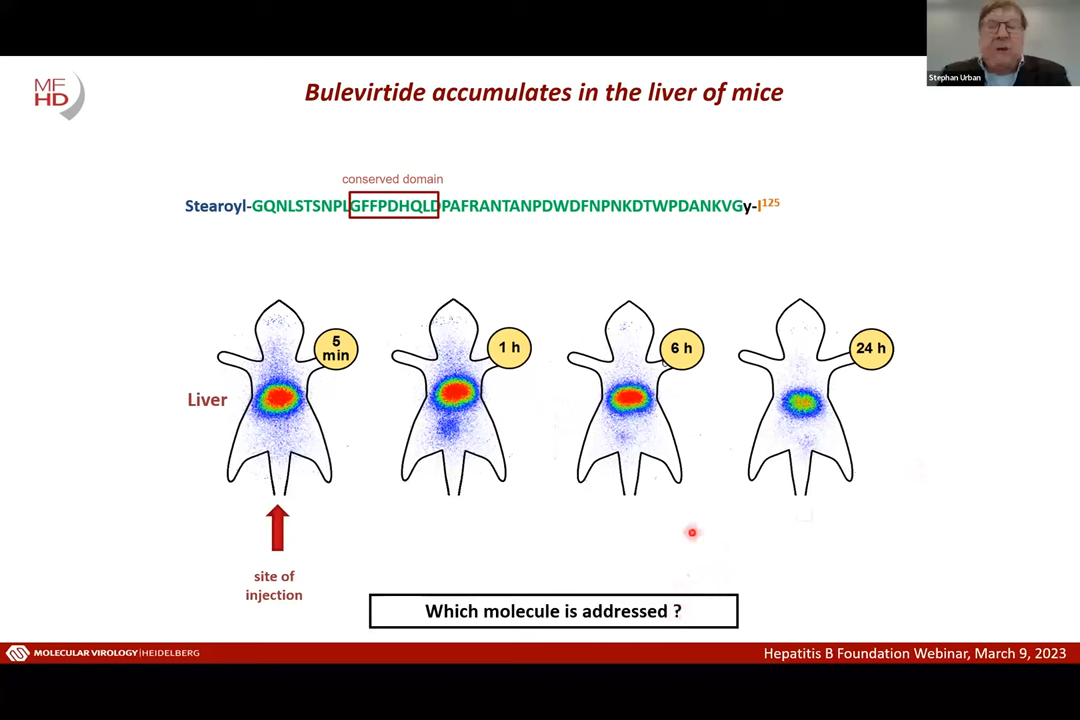 Stephan Urban
MF
HD
Bulevirtide accumulates in the liver of mice
conserved domain
Stearoyl-GQNLSTSNPLGFFPDHQLDPAFRANTANPDWDFNPNKDTWPDANKVGy-I125
5 min
1 h
6 h
24 h
Liver
site of
injection
Which molecule is addressed ?
MOLECULAR VIROLOGY|HEIDELBERG
Hepatitis B Foundation Webinar, March 9, 2023